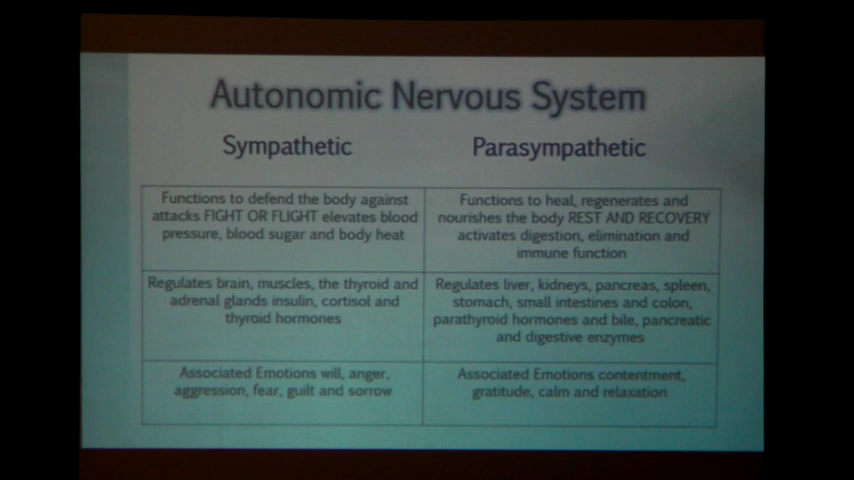 Autonomic Nervous System
Sympathetic
Parasympathetic
Functions to defend the body against
attacks FIGHT OR FLIGHT elevates blood
pressure, blood sugar and body heat
Functions to heal, regenerates and
nourishes the body REST AND RECOVERY
activates digestion, elimination and
immune function
Regulates brain, muscles, the thyroid and
adrenal glands insulin, cortisol and
thyroid hormones
Regulates liver, kidneys, pancreas, spleen,
stomach, small intestines and colon,
parathyroid hormones and bile, pancreatic
and digestive enzymes
Associated Emotions will, anger,
aggression, fear, guilt and sorrow
Associated Emotions contentment,
gratitude, calm and relaxation